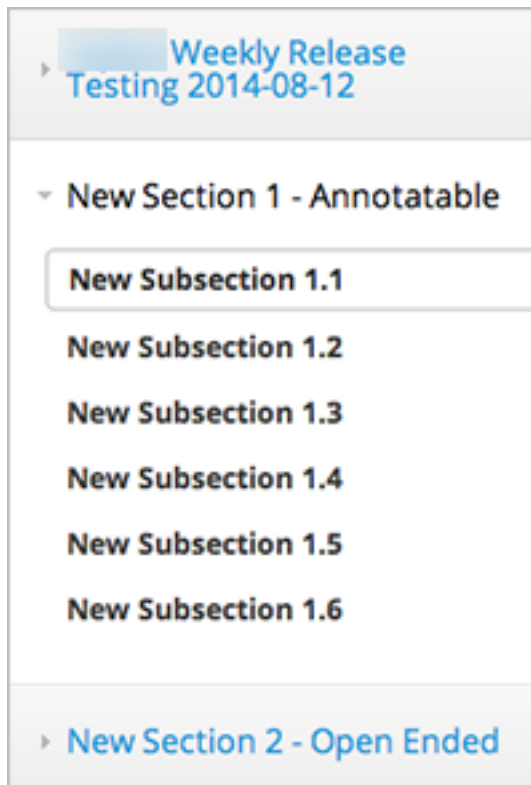 Weekly Release
Testing 2014-08-12
New Section 1 - Annotatable
New Subsection 1.1
New Subsection 1.2
New Subsection 1.3
New Subsection 1.4
New Subsection 1.5
New Subsection 1.6
New Section 2 - Open Ended